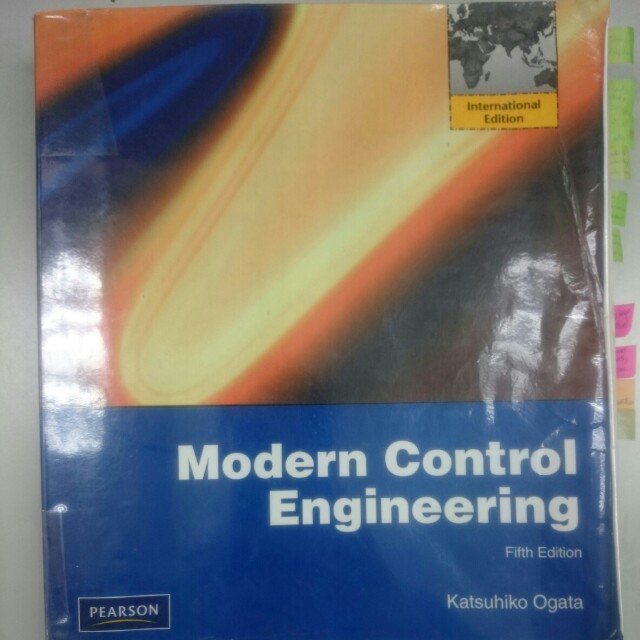 International
Edition
Modern Control
Engineering
Fifth Edition
Katsuhiko Ogata
PEARSON